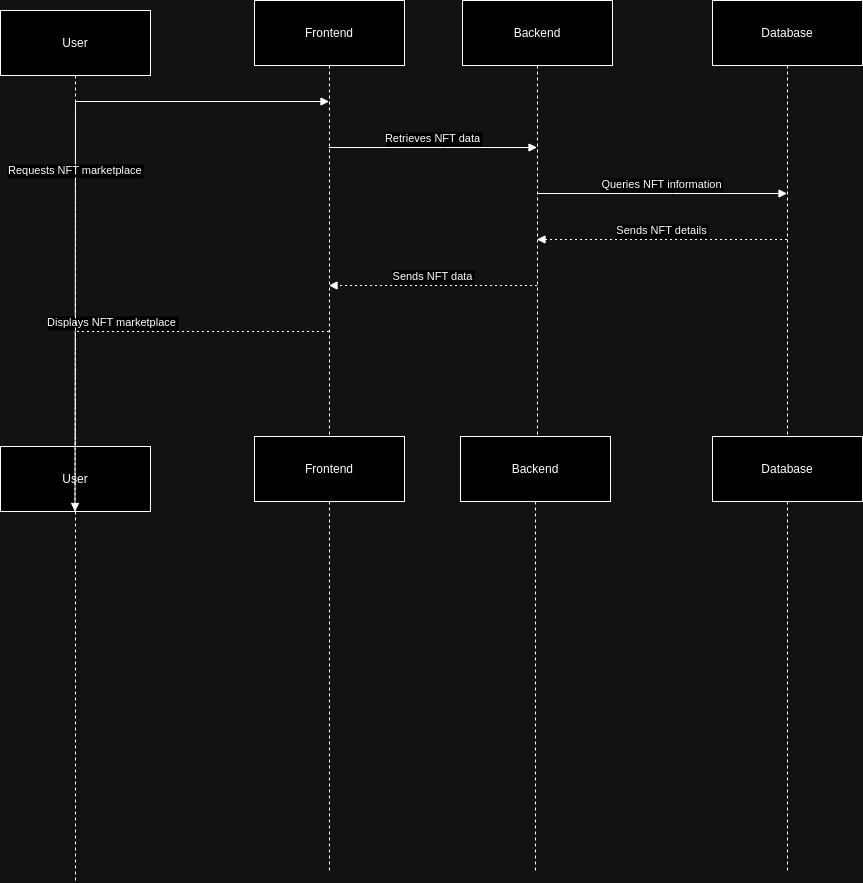 User
Frontend
Backend
Database
Retrieves NFT data
Requests NFT marketplace
Queries NFT information
Sends NFT details
Sends NFT data
Displays NFT marketplace
User
Frontend
Backend
Database